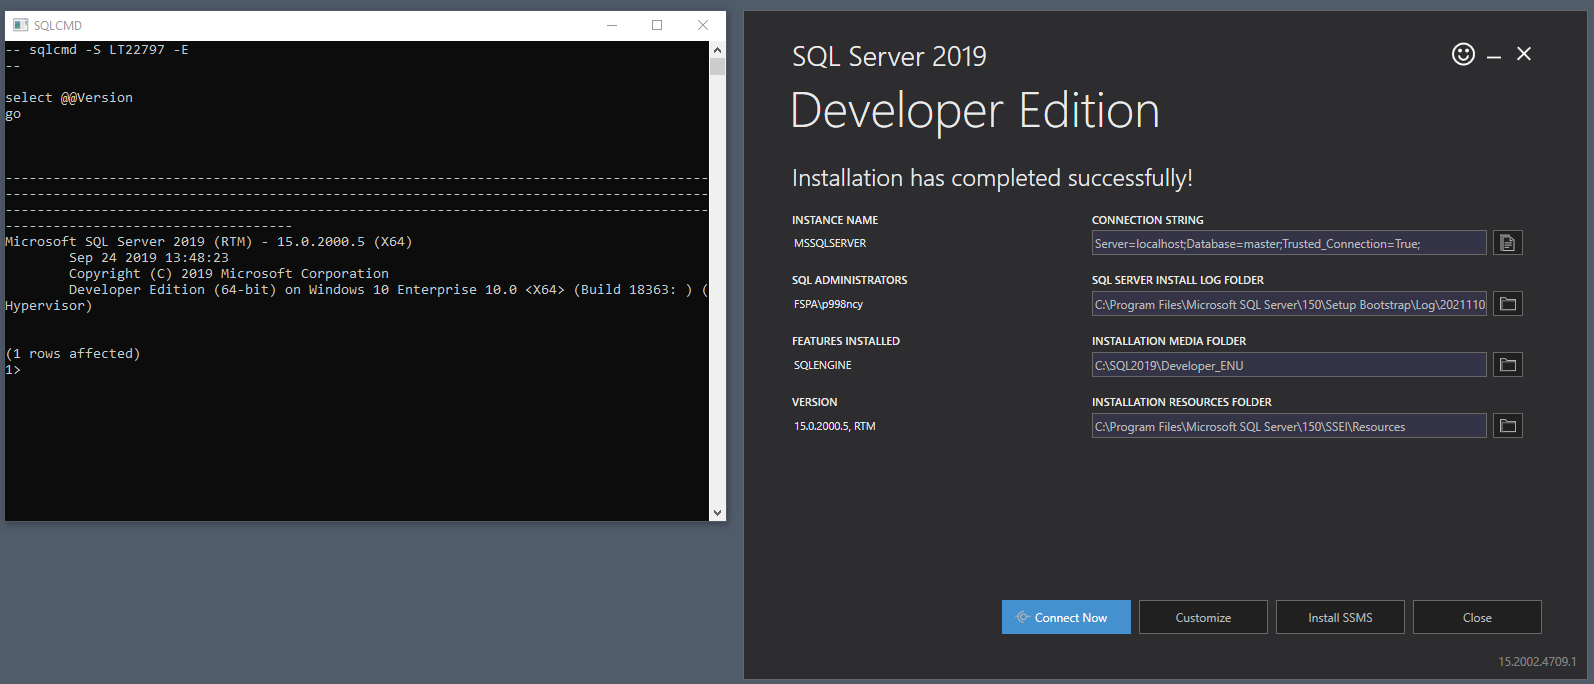 SQLCMD
-- sqlcmd -S LT22797 -E
--
select @@Version
go
----------------------------------------------------------------------------------------
----------------------------------------------------------------------------------------
----------------------------------------------------------------------------------------
------------------------------------
Microsoft SQL Server 2019 (RTM) - 15.0.2000.5 (X64)
Sep 24 2019 13:48:23
Copyright (C) 2019 Microsoft Corporation
Developer Edition (64-bit) on Windows 10 Enterprise 10.0 <X64> (Build 18363: ) (
Hypervisor)
(1 rows affected)
1>
SQL Server 2019
Developer Edition
Installation has completed successfully!
INSTANCE NAME
MSSQLSERVER
SQL ADMINISTRATORS
FSPA\p998ncy
FEATURES INSTALLED
SQLENGINE
VERSION
15.0.2000.5, RTM
CONNECTION STRING
Server=localhost;Database=master;Trusted_Connection=True;
SQL SERVER INSTALL LOG FOLDER
C:\Program Files\Microsoft SQL Server\150\Setup Bootstrap\Log\2021110
INSTALLATION MEDIA FOLDER
C:\SQL2019\Developer_ENU
INSTALLATION RESOURCES FOLDER
C:\Program Files\Microsoft SQL Server\150\SSEI\Resources
Connect Now
Customize
Install SSMS
Close
15.2002.4709.1